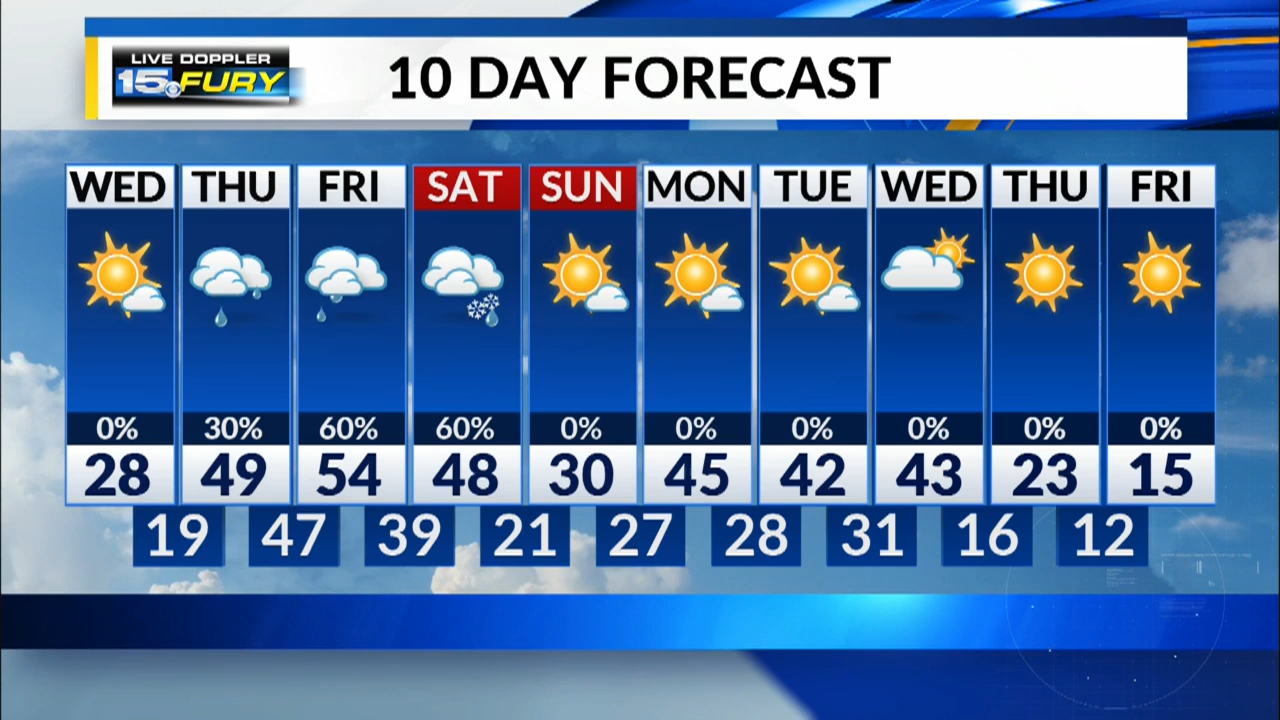 LIVE DOPPLER
15 FURY
10 DAY FORECAST
WED THU FRI SAT SUN MON TUE WED THU FRI
0% 30% 60% 60% 0% 0% 0% 0% 0% 0%
28 49 54 48 30 45 42 43 23 15
19 47 39 21 27 28 31 16 12